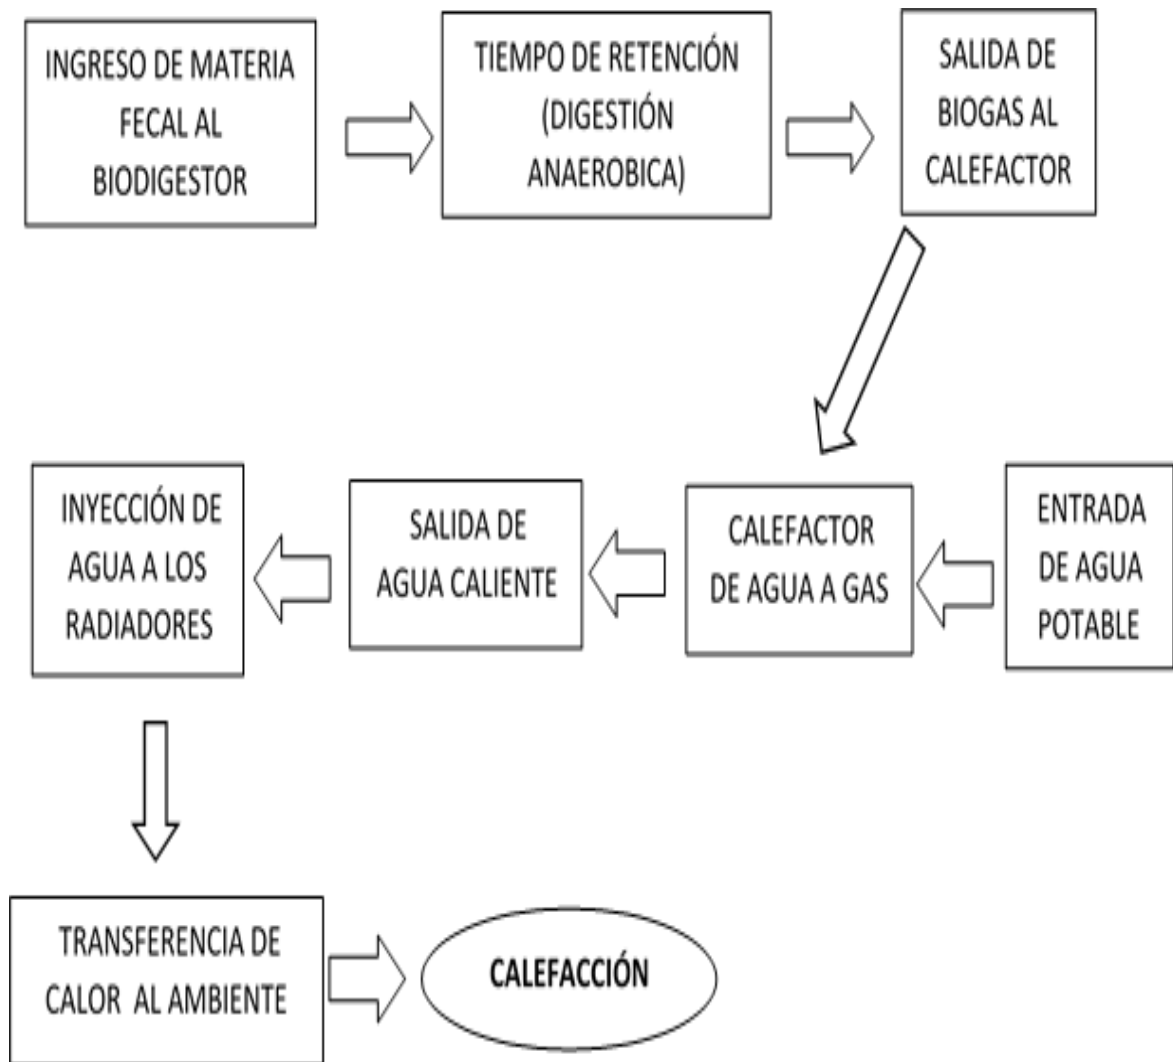 INGRESO DE MATERIA
FECAL AL
BIODIGESTOR
TIEMPO DE RETENCIÓN
(DIGESTIÓN
ANAEROBICA)
SALIDA DE
BIOGAS AL
CALEFACTOR
INYECCIÓN DE
AGUA A LOS
RADIADORES
SALIDA DE
AGUA CALIENTE
CALEFACTOR
DE AGUA A GAS
ENTRADA
DE AGUA
POTABLE
TRANSFERENCIA DE
CALOR AL AMBIENTE
CALEFACCIÓN